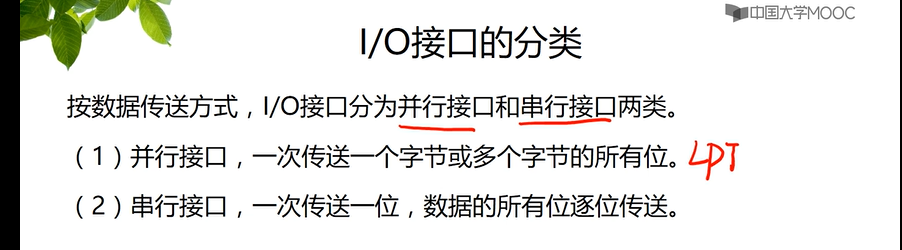 中国大学MOOC
I/O接口的分类
按数据传送方式，I/O接口分为并行接口和串行接口两类。
（1）并行接口，一次传送一个字节或多个字节的所有位。LPT
（2）串行接口，一次传送一位，数据的所有位逐位传送。